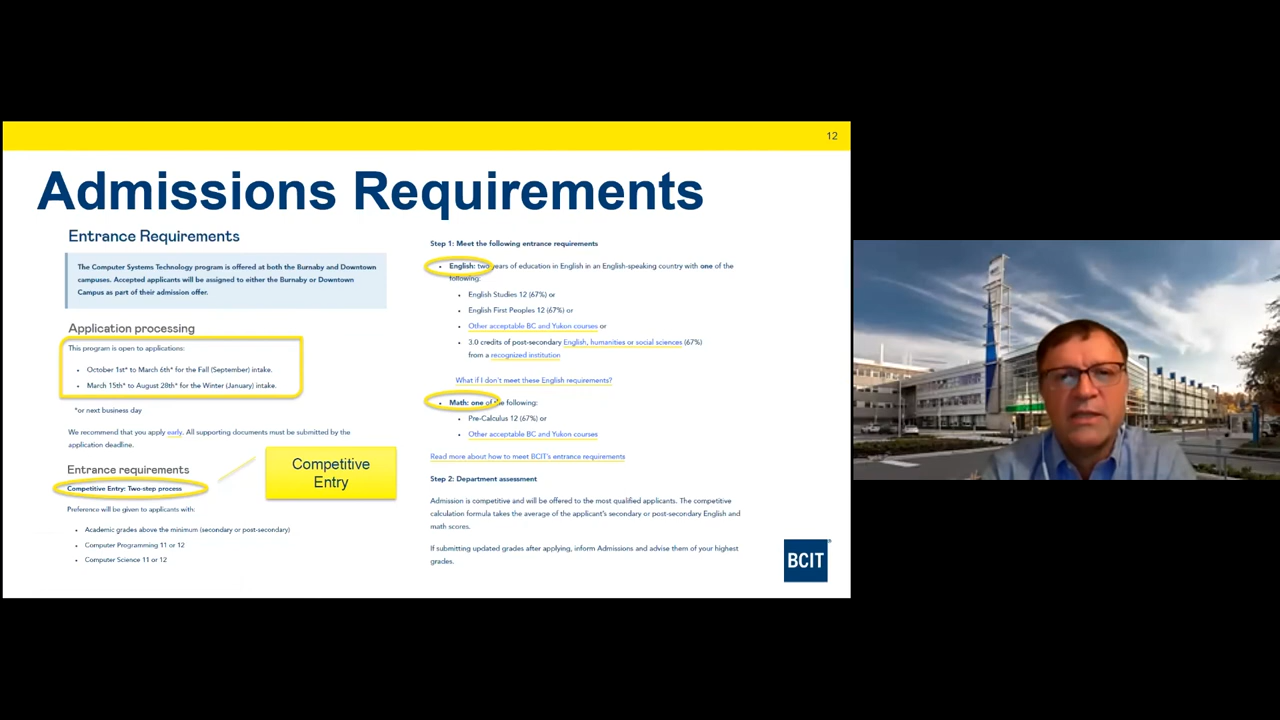 12
Admissions Requirements
Entrance Requirements
The Computer Systems Technology program is offered at both the Burnaby and Downtown
campuses. Accepted applicants will be assigned to either the Burnaby or Downtown
Campus as part of their admission offer.
Application processing
This program is open to applications:
• October 1st* to March 6th* for the Fall (September) intake.
• March 15th* to August 28th* for the Winter (January) intake.
*or next business day
We recommend that you apply early. All supporting documents must be submitted by the
application deadline.
Entrance requirements
Competitive Entry: Two-step process
Preference will be given to applicants with:
• Academic grades above the minimum (secondary or post-secondary)
• Computer Programming 11 or 12
• Computer Science 11 or 12
Competitive
Entry
Step 1: Meet the following entrance requirements
• English: two years of education in English in an English-speaking country with one of the
following:
• English Studies 12 (67%) or
• English First Peoples 12 (67%) or
• Other acceptable BC and Yukon courses or
• 3.0 credits of post-secondary English, humanities or social sciences (67%)
from a recognized institution
What if I don't meet these English requirements?
• Math: one of the following:
• Pre-Calculus 12 (67%) or
• Other acceptable BC and Yukon courses
Read more about how to meet BCIT's entrance requirements
Step 2: Department assessment
Admission is competitive and will be offered to the most qualified applicants. The competitive
calculation formula takes the average of the applicant's secondary or post-secondary English and
math scores.
If submitting updated grades after applying, inform Admissions and advise them of your highest
grades.
BCIT®